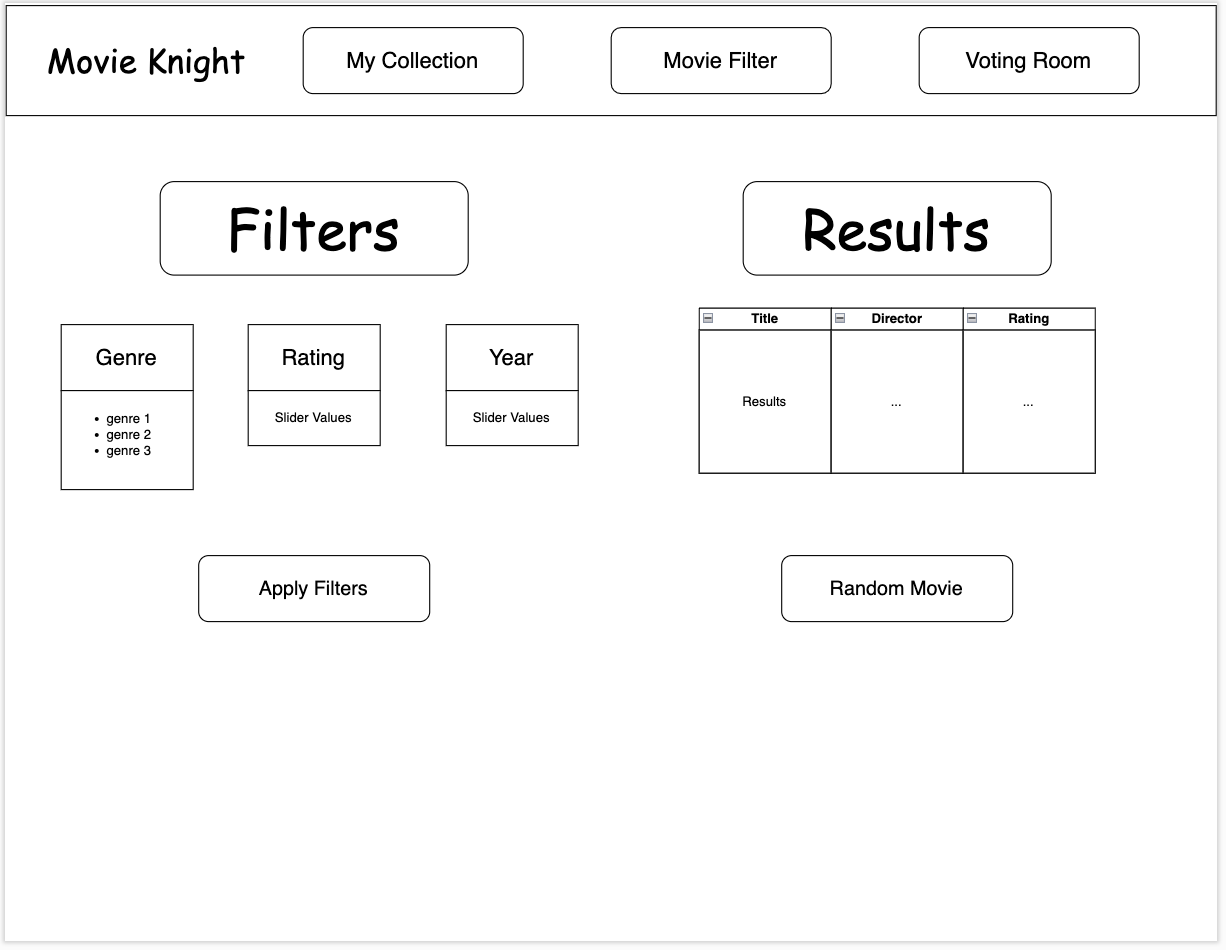 Movie Knight
My Collection
Movie Filter
Voting Room
Filters
Genre
genre 1
genre 2
genre 3
Rating
Slider Values
Year
Slider Values
Apply Filters
Results
Title Director Rating
Results ... ...
Random Movie